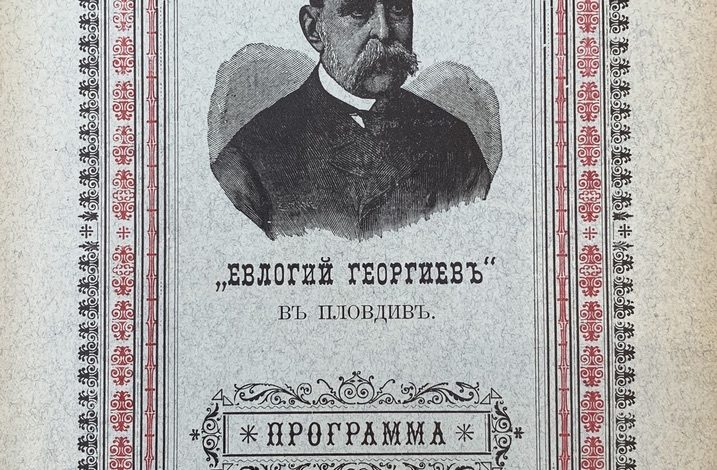 „ЕВЛОГИЙ ГЕОРГИЕВЪ“
ВЪ ПЛОВДИВЪ.
* ПРОГРАММА *